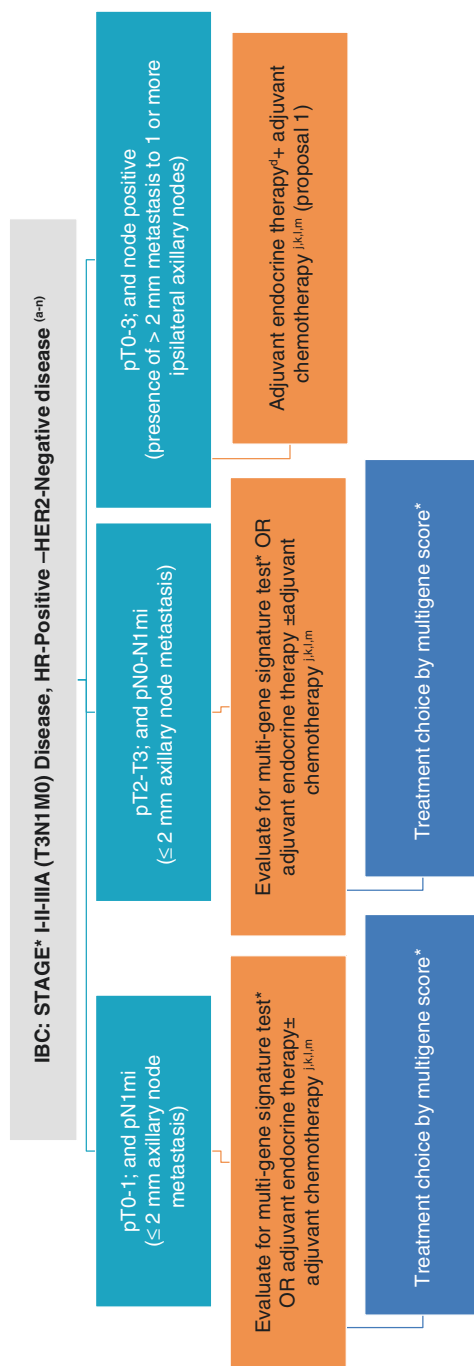 IBC: STAGE* I-II-IIIA (T3N1M0) Disease, HR-Positive –HER2-Negative disease (a-n)
pT0-1; and pN1mi
(≤ 2 mm axillary node
metastasis)
Evaluate for multi-gene signature test*
OR adjuvant endocrine therapy±
adjuvant chemotherapy j,k,l,m
Treatment choice by multigene score*
pT2-T3; and pN0-N1mi
(≤ 2 mm axillary node metastasis)
Evaluate for multi-gene signature test* OR
adjuvant endocrine therapy ±adjuvant
chemotherapy j,k,l,m
Treatment choice by multigene score*
pT0-3; and node positive
(presence of > 2 mm metastasis to 1 or more
ipsilateral axillary nodes)
Adjuvant endocrine therapyd+ adjuvant
chemotherapy j,k,l,m (proposal 1)